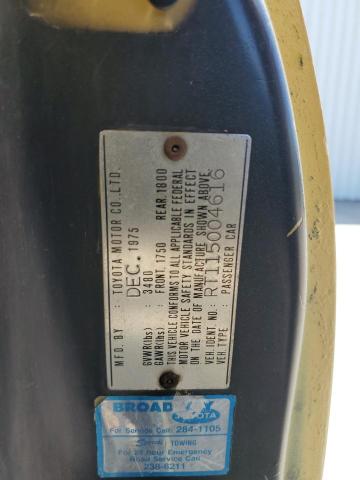 MFD. BY : TOYOTA MOTOR CO., LTD.
DEC. 1975
GVWR(lbs) : 3480
GAWR(lbs) : FRONT. 1750 REAR. 1800
THIS VEHICLE CONFORMS TO ALL APPLICABLE FEDERAL
MOTOR VEHICLE SAFETY STANDARDS IN EFFECT
ON THE DATE OF MANUFACTURE SHOWN ABOVE.
VEH. IDENT. NO. : RT115004616
VEH. TYPE : PASSENGER CAR
BROADWAY
TOYOTA
For Service Call: 284-1105
TOWING
For 24 hour Emergency
Road Service Call
238-6211